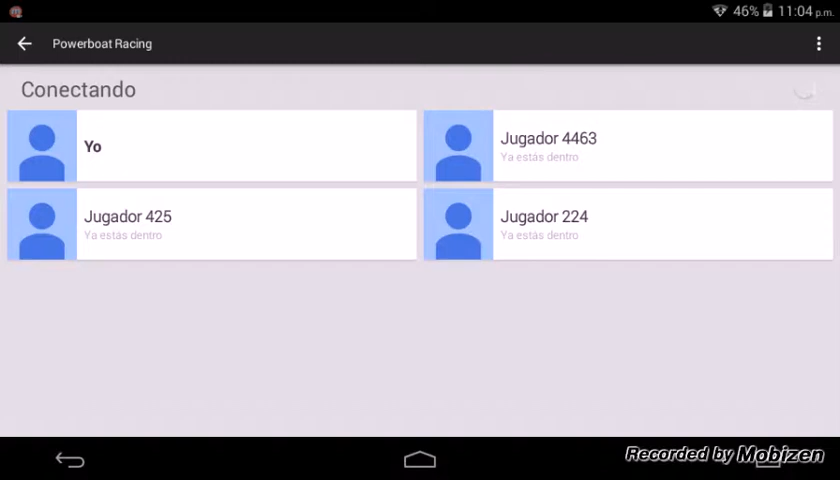 46% 11:04 p.m.
Powerboat Racing
Conectando
Yo
Jugador 4463
Ya estás dentro
Jugador 425
Ya estás dentro
Jugador 224
Ya estás dentro
Recorded by Mobizen